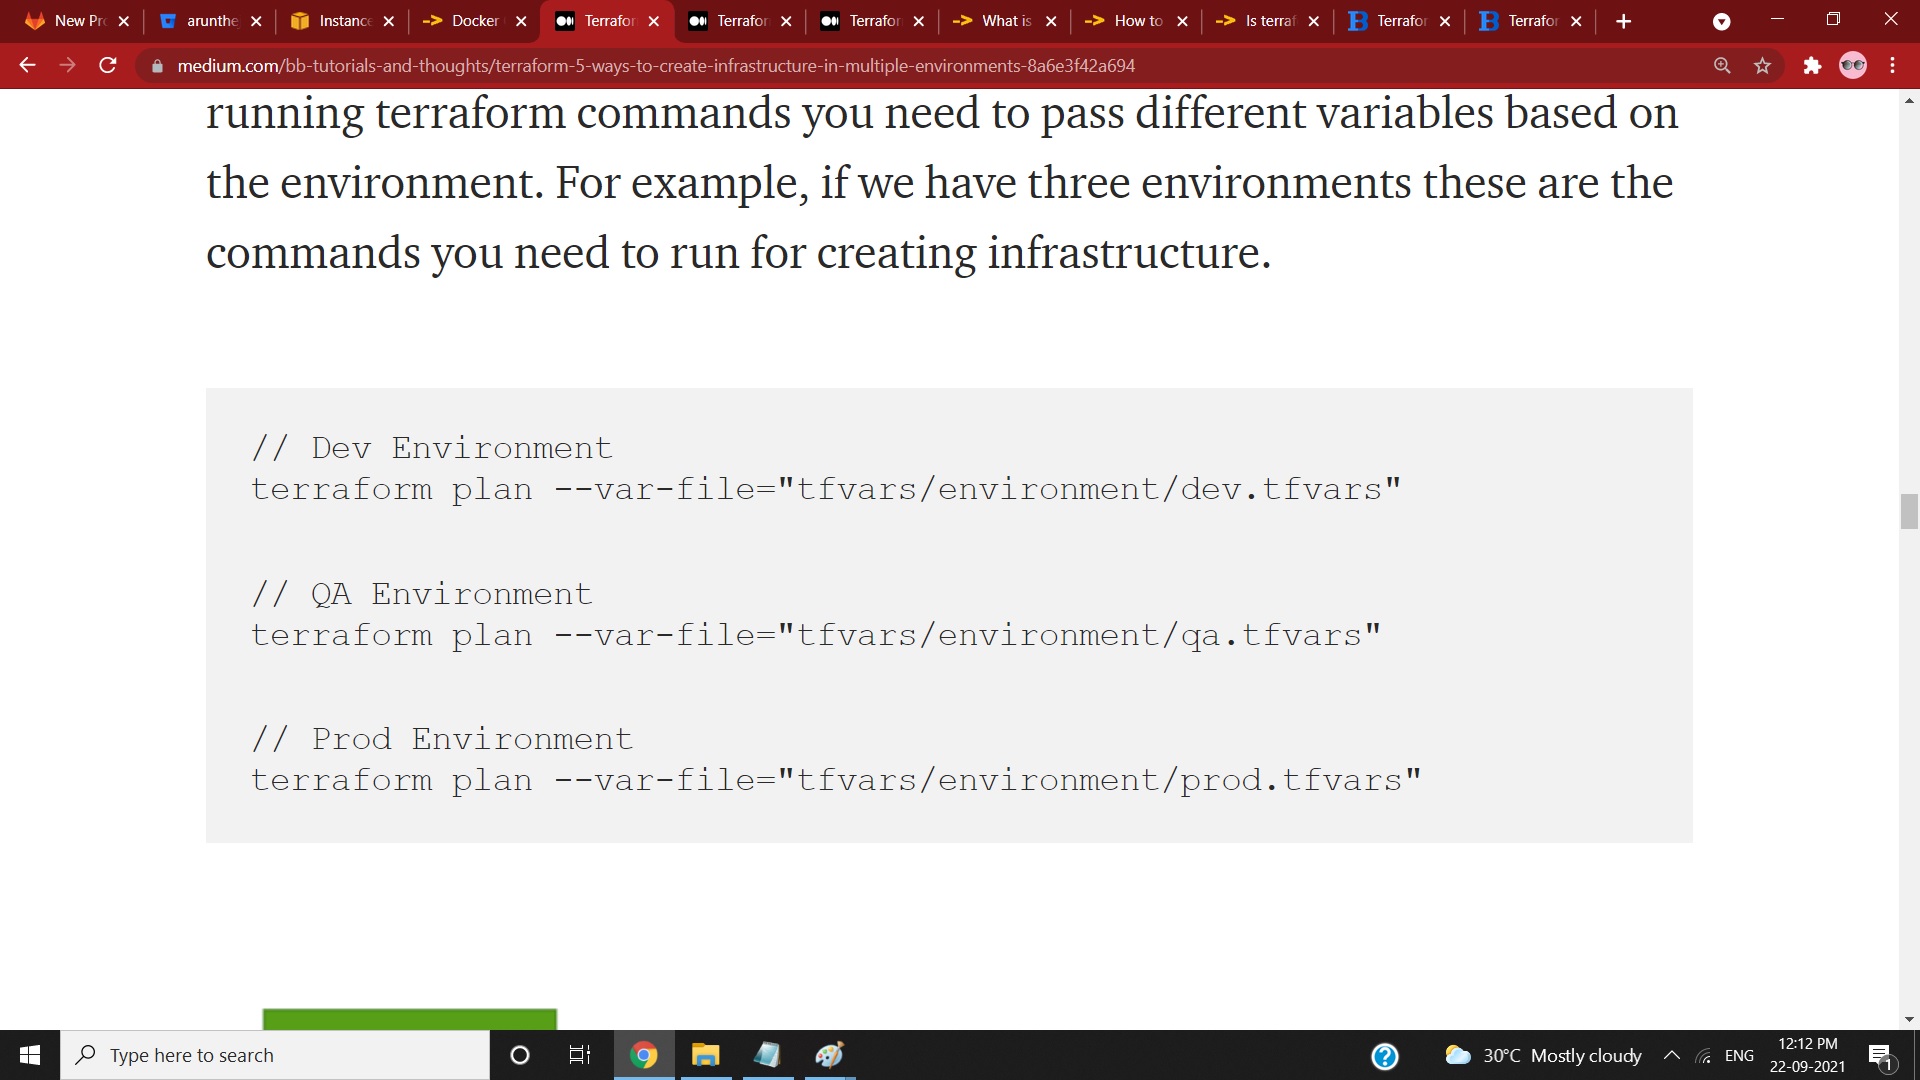 New Pr
arunthe
Instance
Docker
Terrafor
Terrafor
Terrafor
What is
How to
Is terraf
Terrafor
Terrafor
medium.com/bb-tutorials-and-thoughts/terraform-5-ways-to-create-infrastructure-in-multiple-environments-8a6e3f42a694
running terraform commands you need to pass different variables based on
the environment. For example, if we have three environments these are the
commands you need to run for creating infrastructure.
// Dev Environment
terraform plan --var-file="tfvars/environment/dev.tfvars"
// QA Environment
terraform plan --var-file="tfvars/environment/qa.tfvars"
// Prod Environment
terraform plan --var-file="tfvars/environment/prod.tfvars"
Type here to search
30°C Mostly cloudy
ENG
12:12 PM
22-09-2021
1